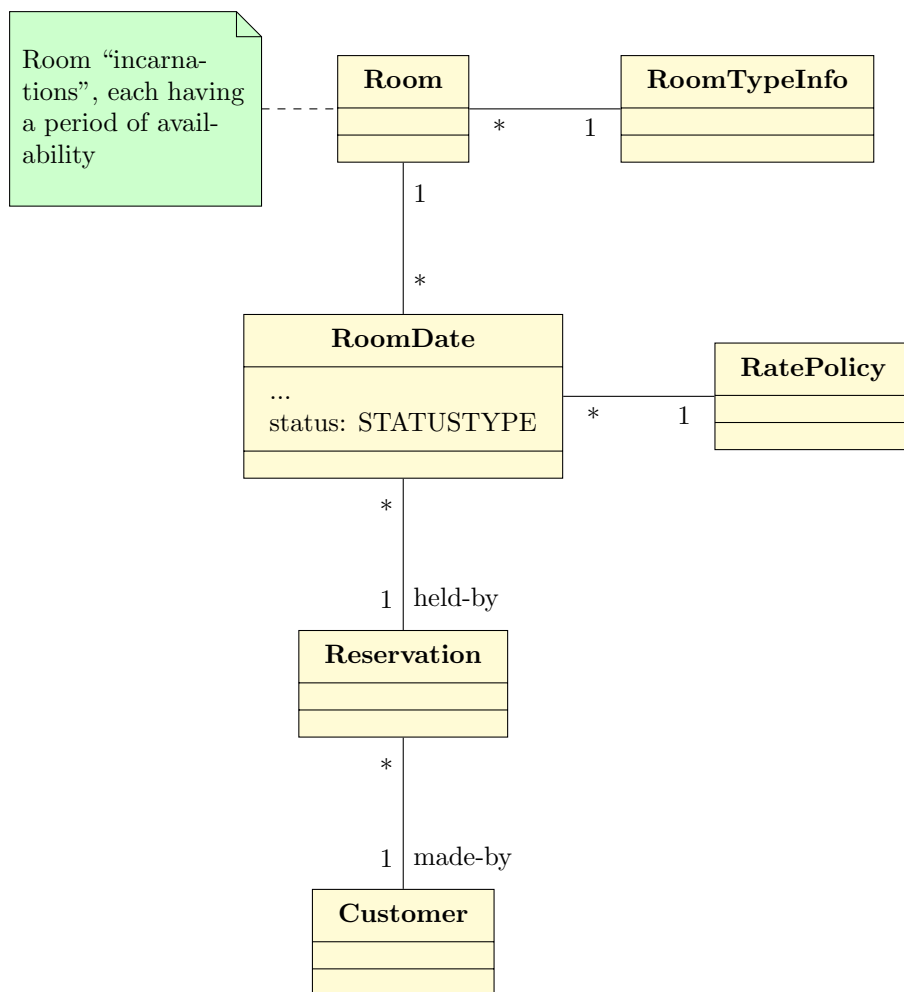 Room “incarna-
tions”, each having
a period of avail-
ability
Room
RoomTypeInfo
*
1
1
*
RoomDate
...
status: STATUSTYPE
RatePolicy
*
1
*
1
held-by
Reservation
*
1
made-by
Customer